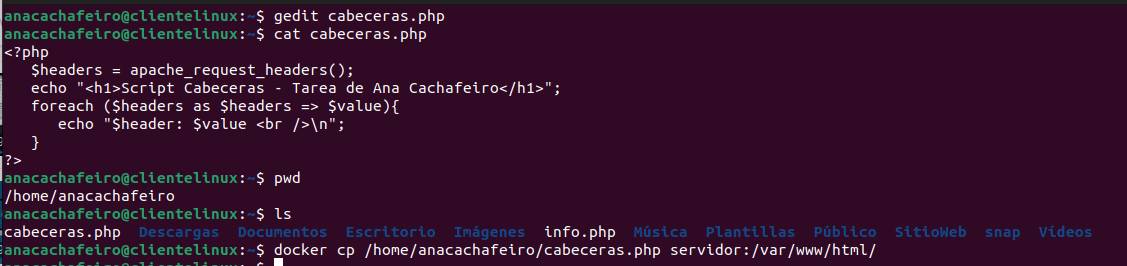 anacachafeiro@clientelinux:~$ gedit cabeceras.php
anacachafeiro@clientelinux:~$ cat cabeceras.php
<?php
   $headers = apache_request_headers();
   echo "<h1>Script Cabeceras - Tarea de Ana Cachafeiro</h1>";
   foreach ($headers as $headers => $value){
      echo "$header: $value <br />\n";
   }
?>
anacachafeiro@clientelinux:~$ pwd
/home/anacachafeiro
anacachafeiro@clientelinux:~$ ls
cabeceras.php  Descargas  Documentos  Escritorio  Imágenes  info.php  Música  Plantillas  Público  SitioWeb  snap  Vídeos
anacachafeiro@clientelinux:~$ docker cp /home/anacachafeiro/cabeceras.php servidor:/var/www/html/
anacachafeiro@clientelinux:~$